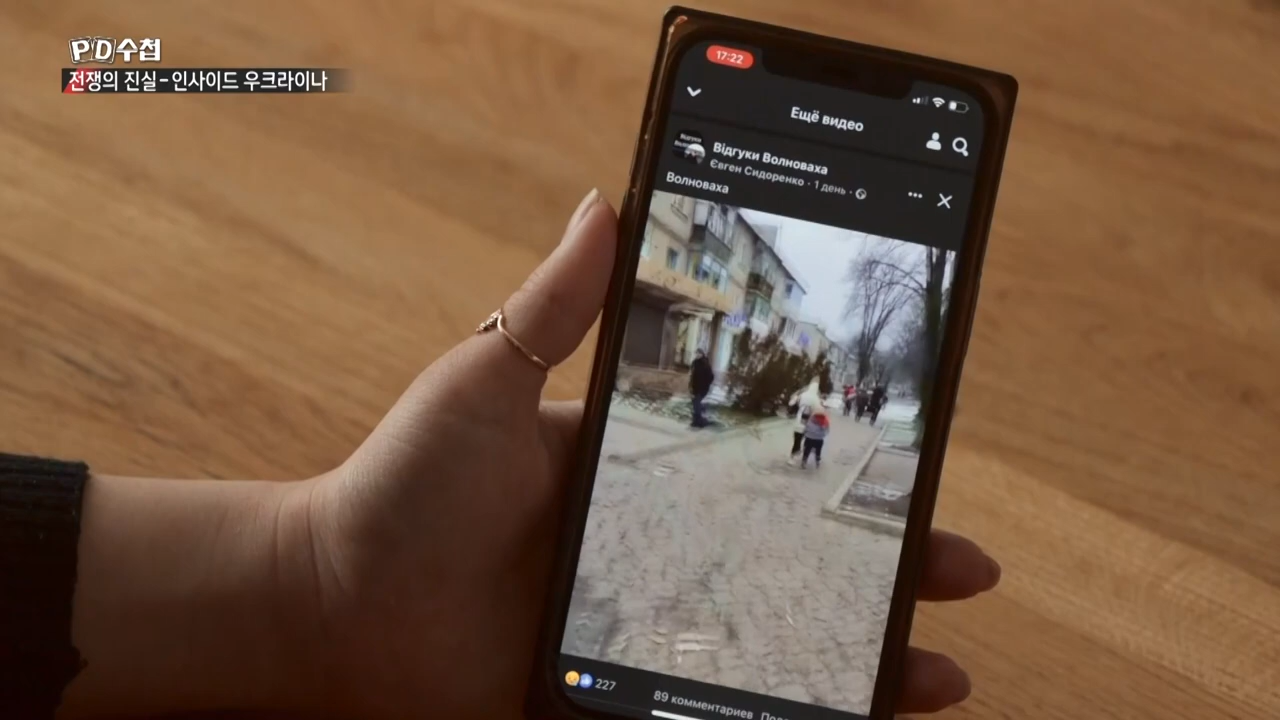 PD수첩
전쟁의 진실-인사이드 우크라이나
17:22
Ещё видео
Відгуки Волноваха
Євген Сидоренко · 1 день ·
Волноваха
227
89 комментариев